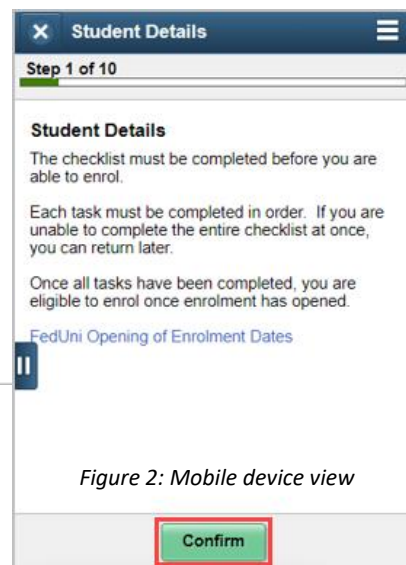 Student Details
Step 1 of 10
Student Details
The checklist must be completed before you are
able to enrol.
Each task must be completed in order.  If you are
unable to complete the entire checklist at once,
you can return later.
Once all tasks have been completed, you are
eligible to enrol once enrolment has opened.
FedUni Opening of Enrolment Dates
Figure 2: Mobile device view
Confirm